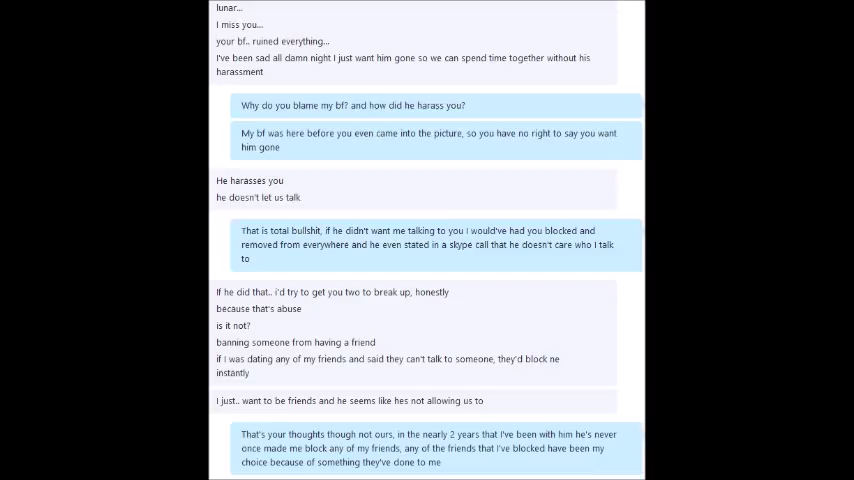 lunar...
I miss you...
your bf.. ruined everything...
I've been sad all damn night I just want him gone so we can spend time together without his
harassment
Why do you blame my bf? and how did he harass you?
My bf was here before you even came into the picture, so you have no right to say you want
him gone
He harasses you
he doesn't let us talk
That is total bullshit, if he didn't want me talking to you I would've had you blocked and
removed from everywhere and he even stated in a skype call that he doesn't care who I talk
to
If he did that.. i'd try to get you two to break up, honestly
because that's abuse
is it not?
banning someone from having a friend
if I was dating any of my friends and said they can't talk to someone, they'd block ne
instantly
I just.. want to be friends and he seems like hes not allowing us to
That's your thoughts though not ours, in the nearly 2 years that I've been with him he's never
once made me block any of my friends, any of the friends that I've blocked have been my
choice because of something they've done to me